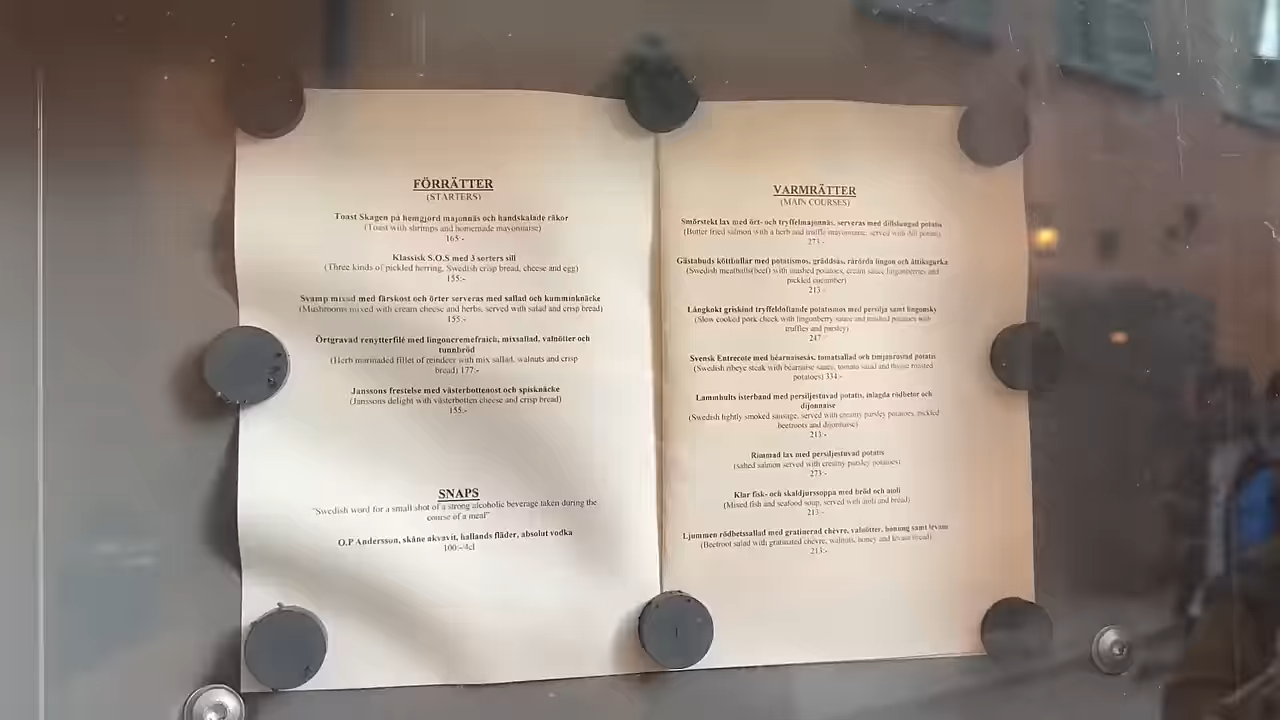 FÖRRÄTTER
(STARTERS)
Toast Skagen på hemgjord majonnäs och handskalade räkor
(Toast with shrimps and homemade mayonnaise)
165:-
Klassisk S.O.S med 3 sorters sill
(Three kinds of pickled herring, Swedish crisp bread, cheese and egg)
155:-
Svamp mixad med färskost och örter serveras med sallad och kumminknäcke
(Mushrooms mixed with cream cheese and herbs, served with salad and crisp bread)
155.-
Örtgravad renytterfilé med lingoncremefraich, mixsallad, valnötter och
tunnbröd
(Herb marinaded fillet of reindeer with mix sallad, walnuts and crisp
bread) 177:-
Janssons frestelse med västerbottenost och spisknäcke
(Janssons delight with västerbotten cheese and crisp bread)
155.-
SNAPS
"Swedish word for a small shot of a strong alcoholic beverage taken during the
course of a meal"
O.P Andersson, skåne akvavit, hallands fläder, absolut vodka
100:-/4cl
VARMRÄTTER
(MAIN COURSES)
Smörstekt lax med ört- och tryffelmajonnäs, serveras med dillslungad potatis
(Butter fried salmon with a herb and truffle mayonnaise, served with dill potato)
273:-
Gästabuds köttbullar med potatismos, gräddsås, rårörda lingon och ättiksgurka
(Swedish meatballs(beef) with mashed potatoes, cream sauce, lingonberries and
pickled cucumber)
213:-
Långkokt griskind tryffeldoftande potatismos med persilja samt lingonsky
(Slow cooked pork cheek with lingonberry sauce and mashed potatoes with
truffles and parsley)
247:-
Svensk Entrecote med béarnaisesås, tomatsallad och timjanrostad potatis
(Swedish ribeye steak with béarnaise sauce, tomato salad and thyme roasted
potatoes) 334:-
Lammhults isterband med persiljestuvad potatis, inlagda rödbetor och
dijonnaise
(Swedish lightly smoked sausage, served with creamy parsley potatoes, pickled
beetroots and dijonnaise)
213:-
Rimmad lax med persiljestuvad potatis
(salted salmon served with creamy parsley potatoes)
273:-
Klar fisk- och skaldjurssoppa med bröd och aioli
(Mixed fish and seafood soup, served with aioli and bread)
213:-
Ljummen rödbetssallad med gratinerad chèvre, valnötter, honung samt levain
(Beetroot salad with gratinated chèvre, walnuts, honey and levain bread)
213:-